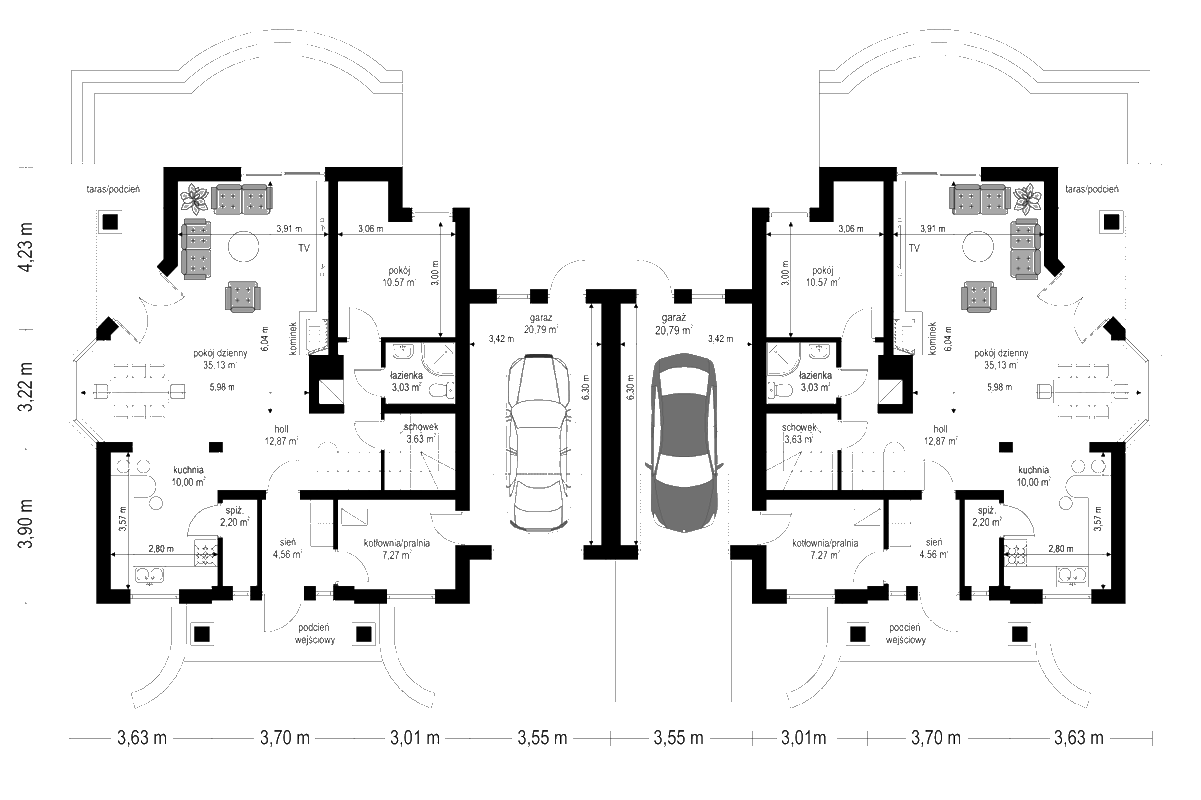 taras/podcień
3,91 m
TV
3,06 m
pokój
10.57 m²
3,00 m
kominek
6,04 m
pokój dzienny
35,13 m²
5,98 m
łazienka
3,03 m²
garaż
20,79 m²
3,42 m
6,30 m
holl
12,87 m²
schowek
3,63 m²
kuchnia
10,00 m²
3,57 m
2,80 m
spiż.
2,20 m²
sień
4,56 m²
kotłownia/pralnia
7,27 m²
podcień
wejściowy
4,23 m
3,22 m
3,90 m
taras/podcień
3,06 m
3,91 m
TV
pokój
10.57 m²
3,00 m
kominek
6,04 m
pokój dzienny
35,13 m²
5,98 m
garaż
20,79 m²
3,42 m
6,30 m
łazienka
3,03 m²
schowek
3,63 m²
holl
12,87 m²
kuchnia
10,00 m²
3,57 m
2,80 m
spiż.
2,20 m²
sień
4.56 m²
kotłownia/pralnia
7.27 m²
podcień
wejściowy
3,63 m
3,70 m
3,01 m
3,55 m
3,55 m
3,01m
3,70 m
3,63 m